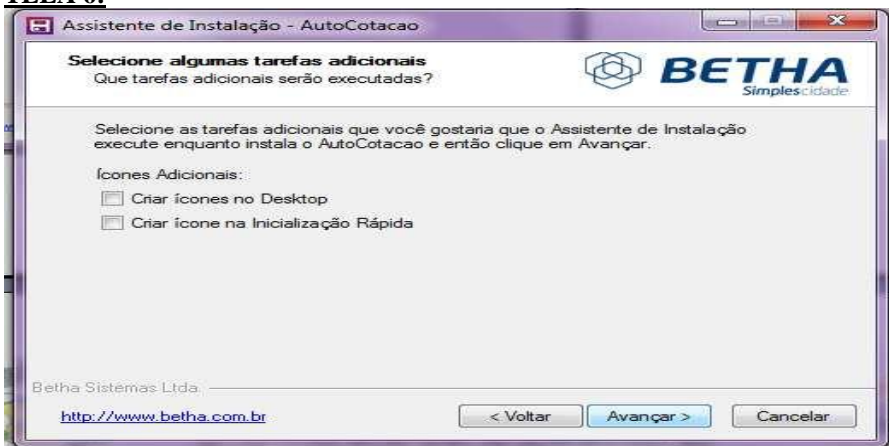 TELA 6:
Assistente de Instalação - AutoCotacao
Selecione algumas tarefas adicionais
Que tarefas adicionais serão executadas?
BETHA
Simplescidade
Selecione as tarefas adicionais que você gostaria que o Assistente de Instalação
execute enquanto instala o AutoCotacao e então clique em Avançar.
Ícones Adicionais:
Criar ícones no Desktop
Criar ícone na Inicialização Rápida
Betha Sistemas Ltda.
http://www.betha.com.br
< Voltar
Avançar >
Cancelar